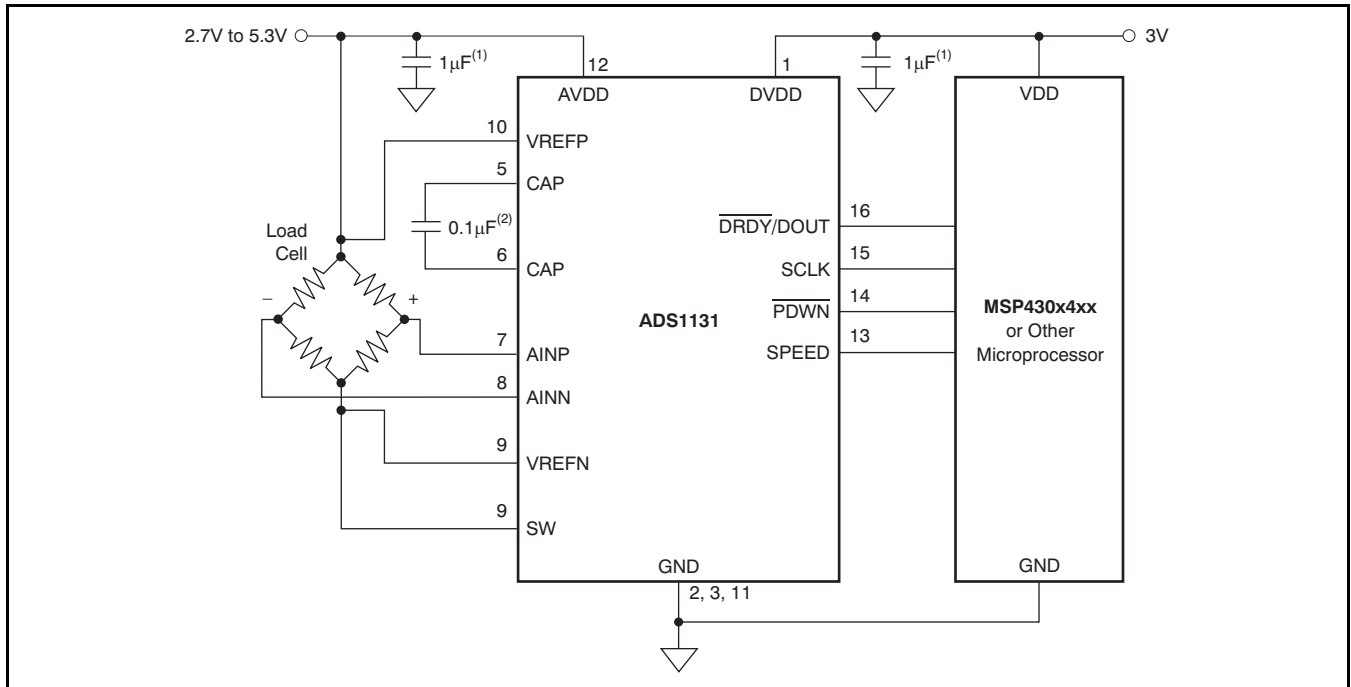 2.7V to 5.3V
1μF(1)
12
1
1μF(1)
3V
AVDD
DVDD
VDD
10
VREFP
5
CAP
0.1μF(2)
6
CAP
Load
Cell
−
+
7
AINP
8
AINN
9
VREFN
9
SW
ADS1131
DRDY/DOUT
16
SCLK
15
PDWN
14
SPEED
13
MSP430x4xx
or Other
Microprocessor
GND
2, 3, 11
GND